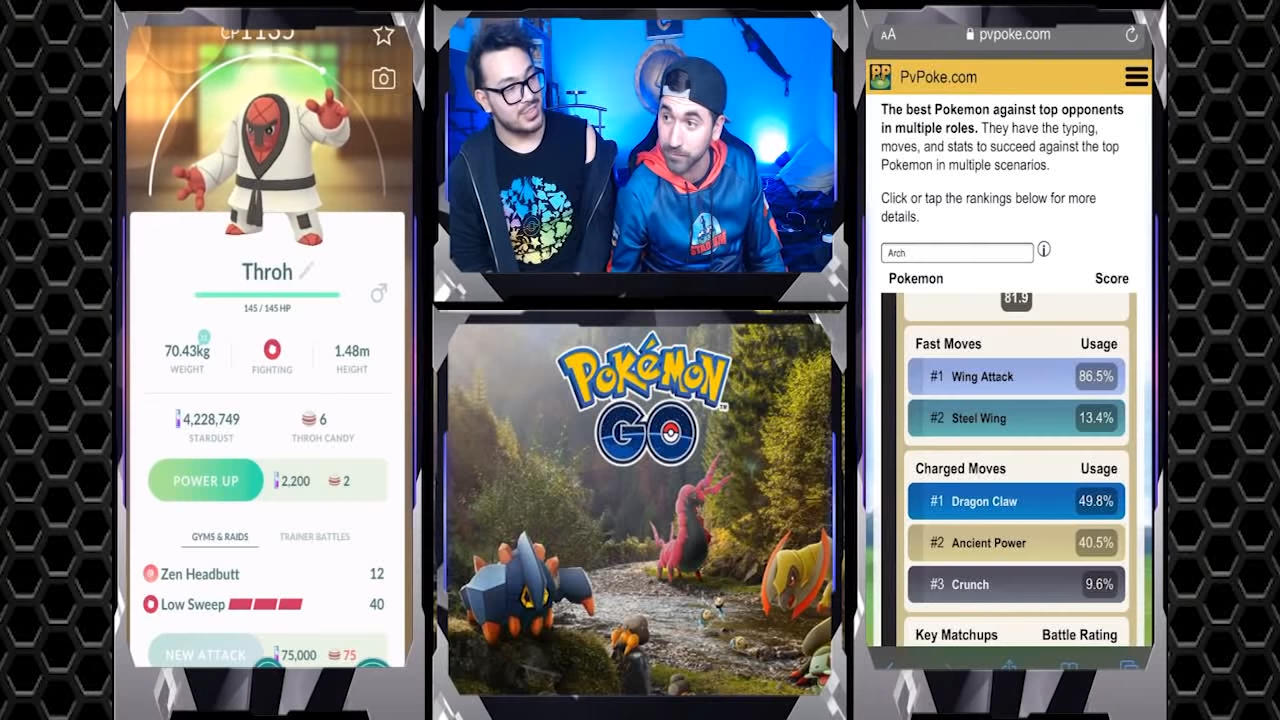 CP1135
Throh
145 / 145 HP
70.43kg
WEIGHT
FIGHTING
1.48m
HEIGHT
4,228,749
STARDUST
6
THROH CANDY
POWER UP
2,200
2
GYMS & RAIDS
TRAINER BATTLES
Zen Headbutt
12
Low Sweep
40
NEW ATTACK
75,000
75
STADIUM
POKÉMON
GO
TM
AA
pvpoke.com
PvPoke.com
The best Pokemon against top opponents
in multiple roles. They have the typing,
moves, and stats to succeed against the top
Pokemon in multiple scenarios.
Click or tap the rankings below for more
details.
Arch
i
Pokemon
Score
81.9
Fast Moves
Usage
#1 Wing Attack
86.5%
#2 Steel Wing
13.4%
Charged Moves
Usage
#1 Dragon Claw
49.8%
#2 Ancient Power
40.5%
#3 Crunch
9.6%
Key Matchups
Battle Rating